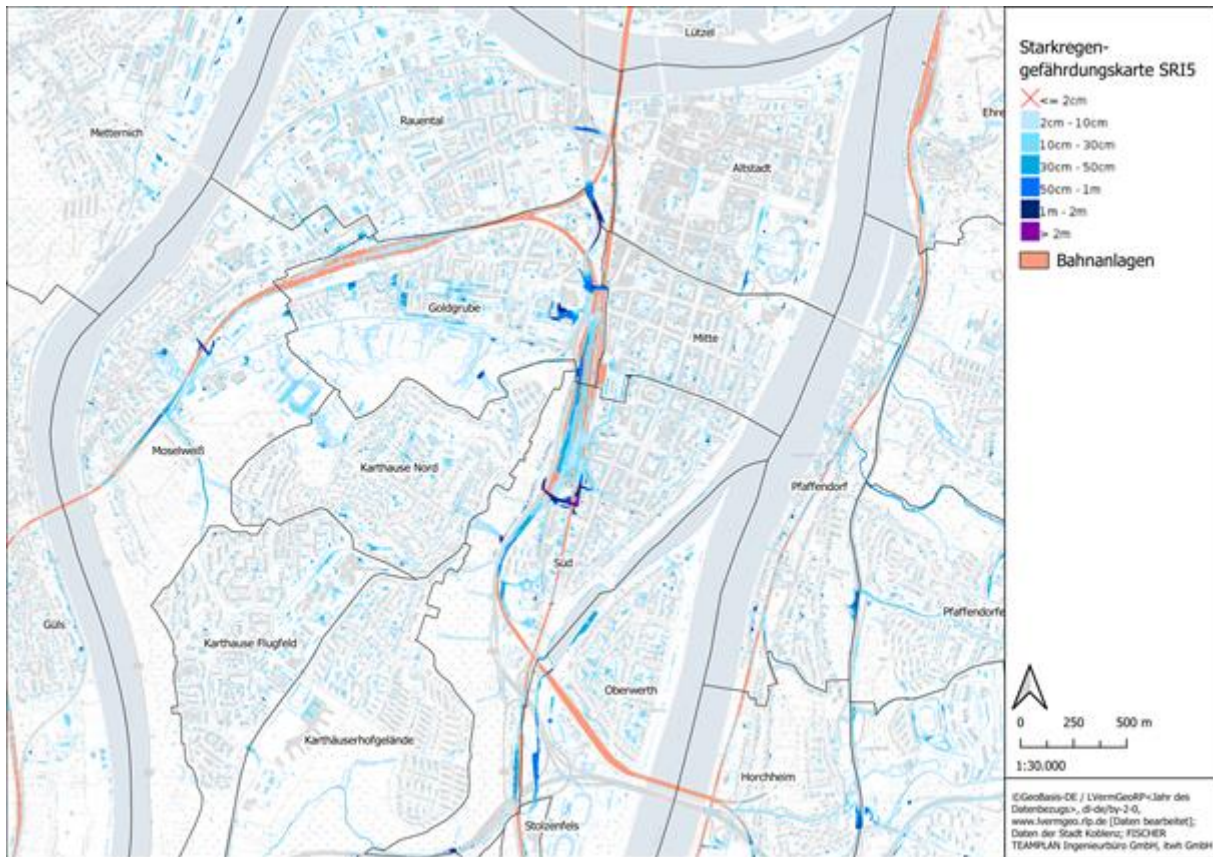 Lützel
Metternich
Rauental
Ehre
Altstadt
Goldgrube
Mitte
Moselweiß
Karthause Nord
Pfaffendorf
Süd
Güls
Karthause Flugfeld
Pfaffendorfe
Oberwerth
Karthäuserhofgelände
Horchheim
Stolzenfels
Starkregen-
gefährdungskarte SRI5
<= 2cm
2cm - 10cm
10cm - 30cm
30cm - 50cm
50cm - 1m
1m - 2m
> 2m
Bahnanlagen
0 250 500 m
1:30.000
©GeoBasis-DE / LVermGeoRP<Jahr des
Datenbezugs>, dl-de/by-2-0,
www.lvermgeo.rlp.de [Daten bearbeitet];
Daten der Stadt Koblenz; FISCHER
TEAMPLAN Ingenieurbüro GmbH, itwh GmbH